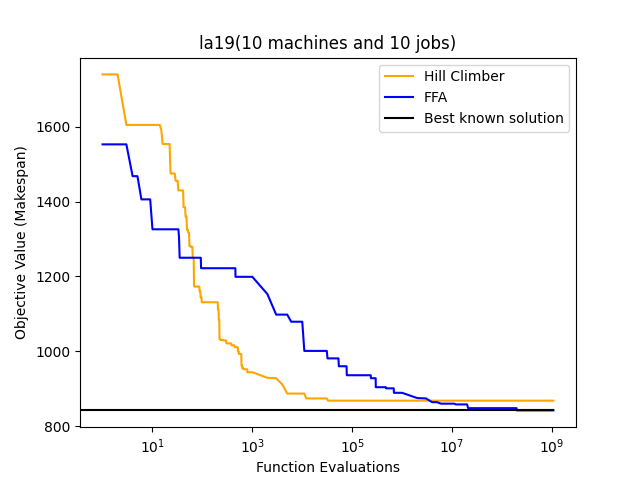 la19(10 machines and 10 jobs)
Hill Climber
FFA
Best known solution
Objective Value (Makespan)
1600
1400
1200
1000
800
10^1
10^3
10^5
10^7
10^9
Function Evaluations